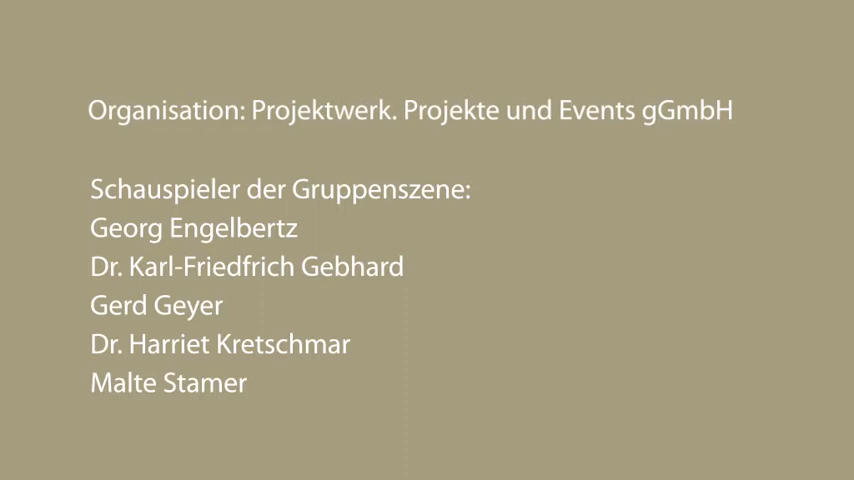 Organisation: Projektwerk. Projekte und Events gGmbH
Schauspieler der Gruppenszene:
Georg Engelbertz
Dr. Karl-Friedfrich Gebhard
Gerd Geyer
Dr. Harriet Kretschmar
Malte Stamer